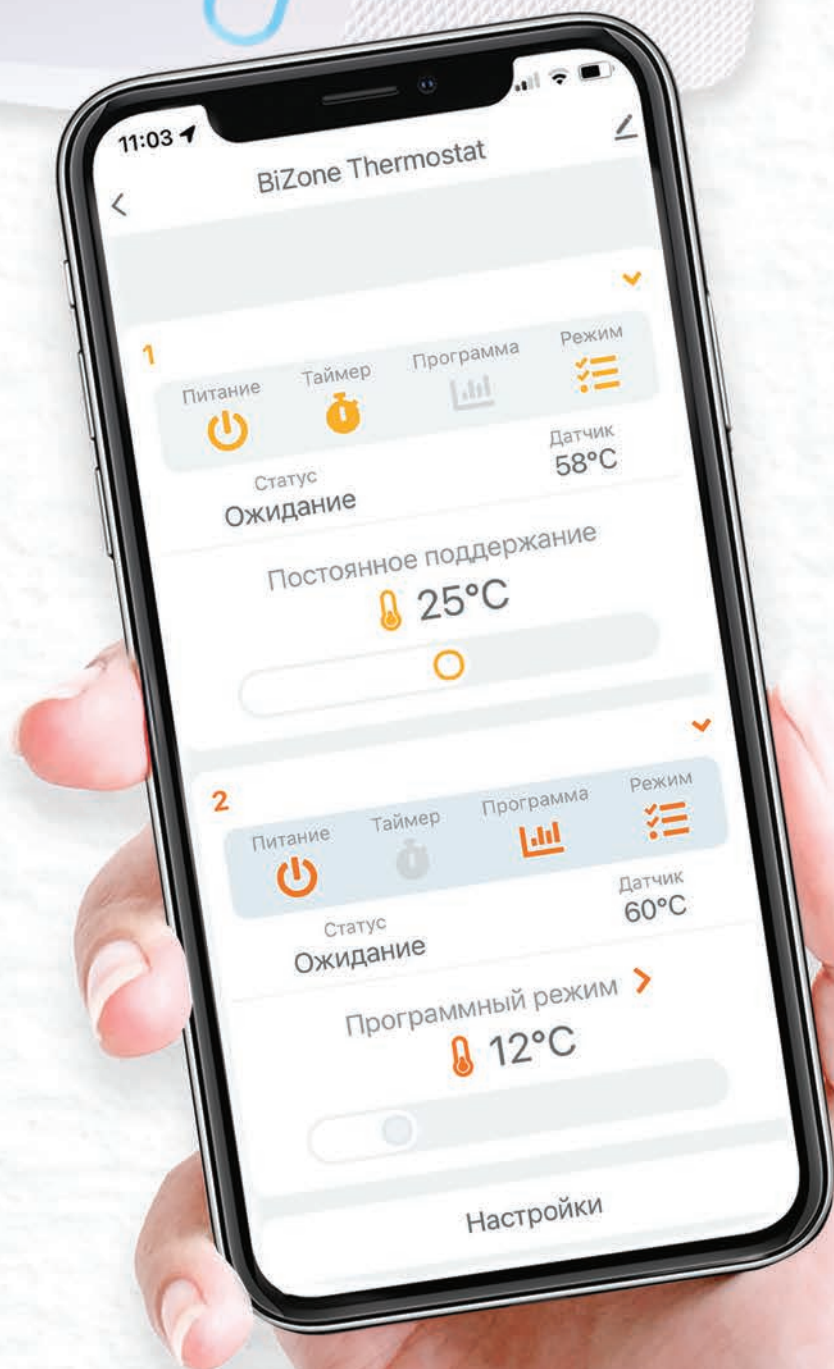 11:03
BiZone Thermostat
1
Питание Таймер Программа Режим
Статус Датчик
Ожидание 58°C
Постоянное поддержание
25°C
2
Питание Таймер Программа Режим
Статус Датчик
Ожидание 60°C
Программный режим
12°C
Настройки